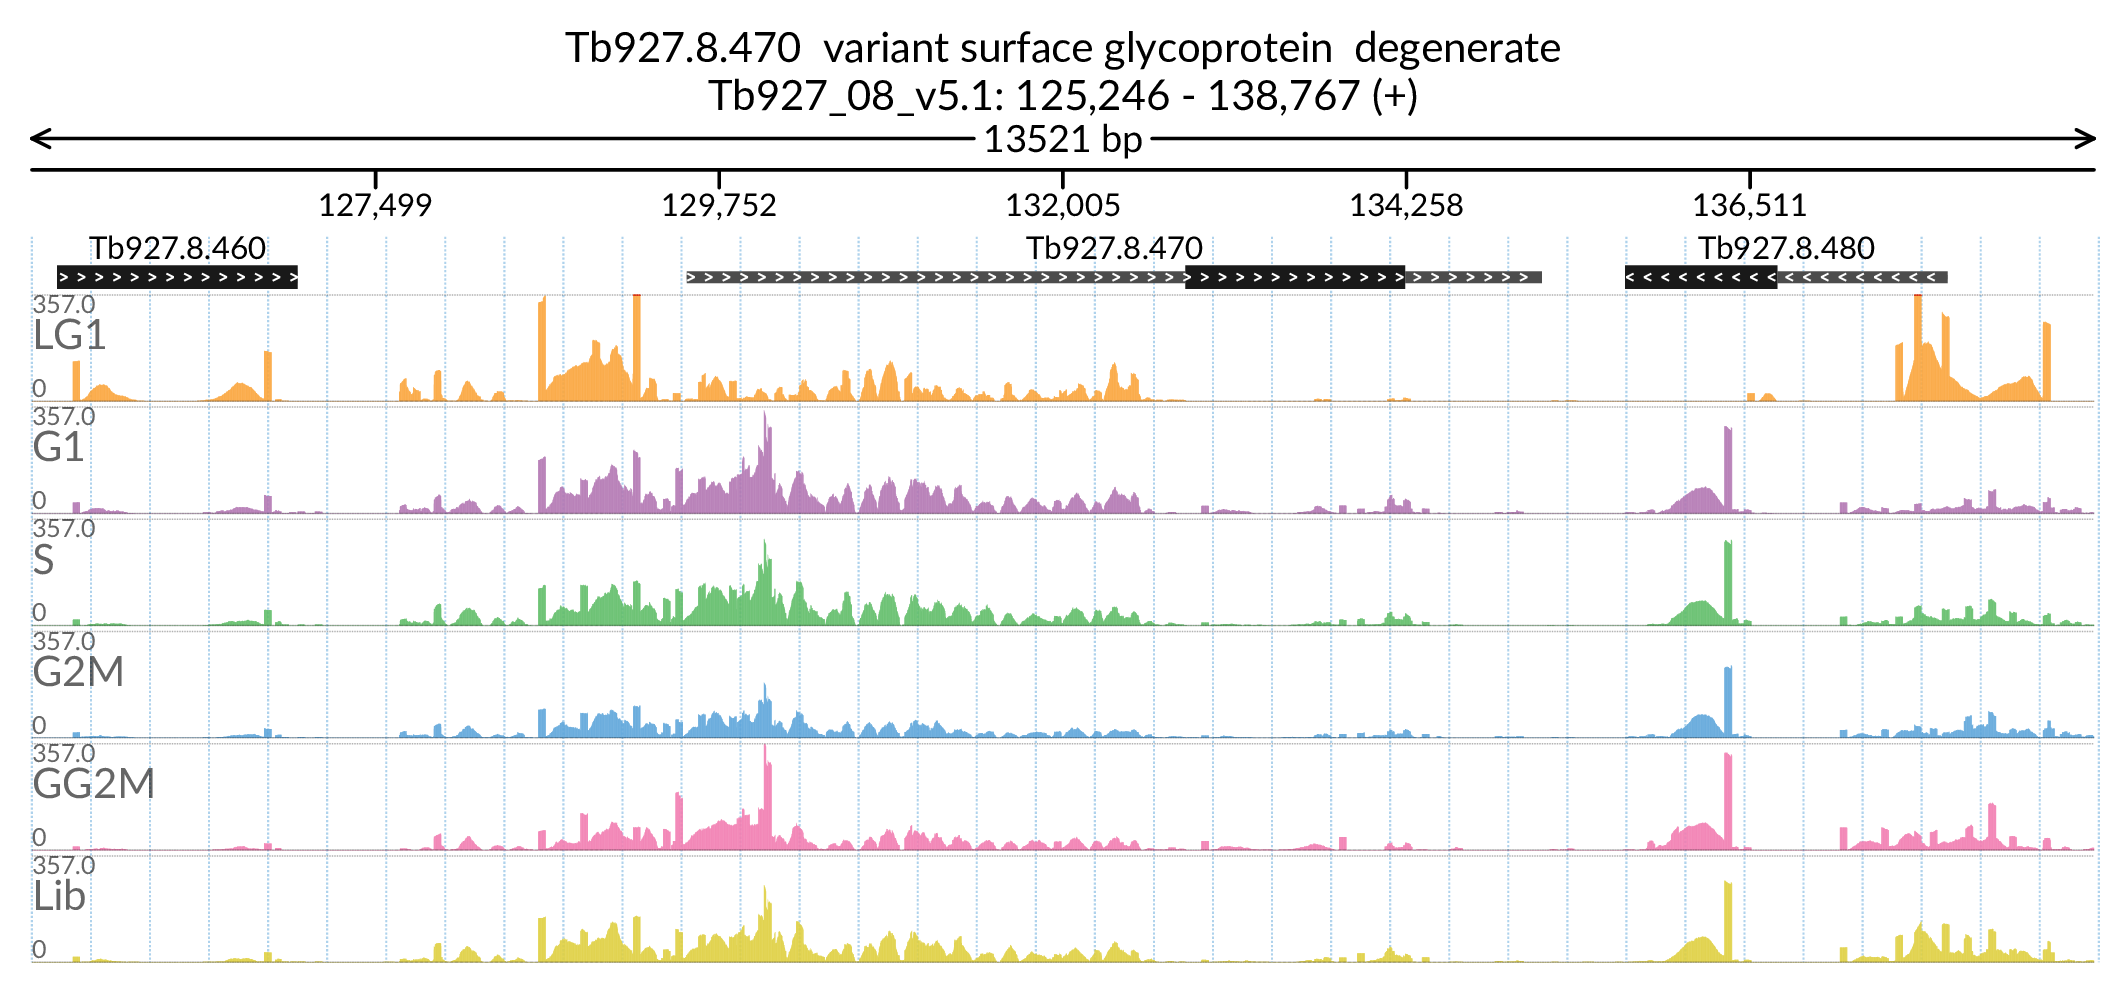 Tb927.8.470  variant surface glycoprotein  degenerate
Tb927_08_v5.1: 125,246 - 138,767 (+)
13521 bp
127,499 129,752 132,005 134,258 136,511
Tb927.8.460 Tb927.8.470 Tb927.8.480
357.0
LG1
0
357.0
G1
0
357.0
S
0
357.0
G2M
0
357.0
GG2M
0
357.0
Lib
0